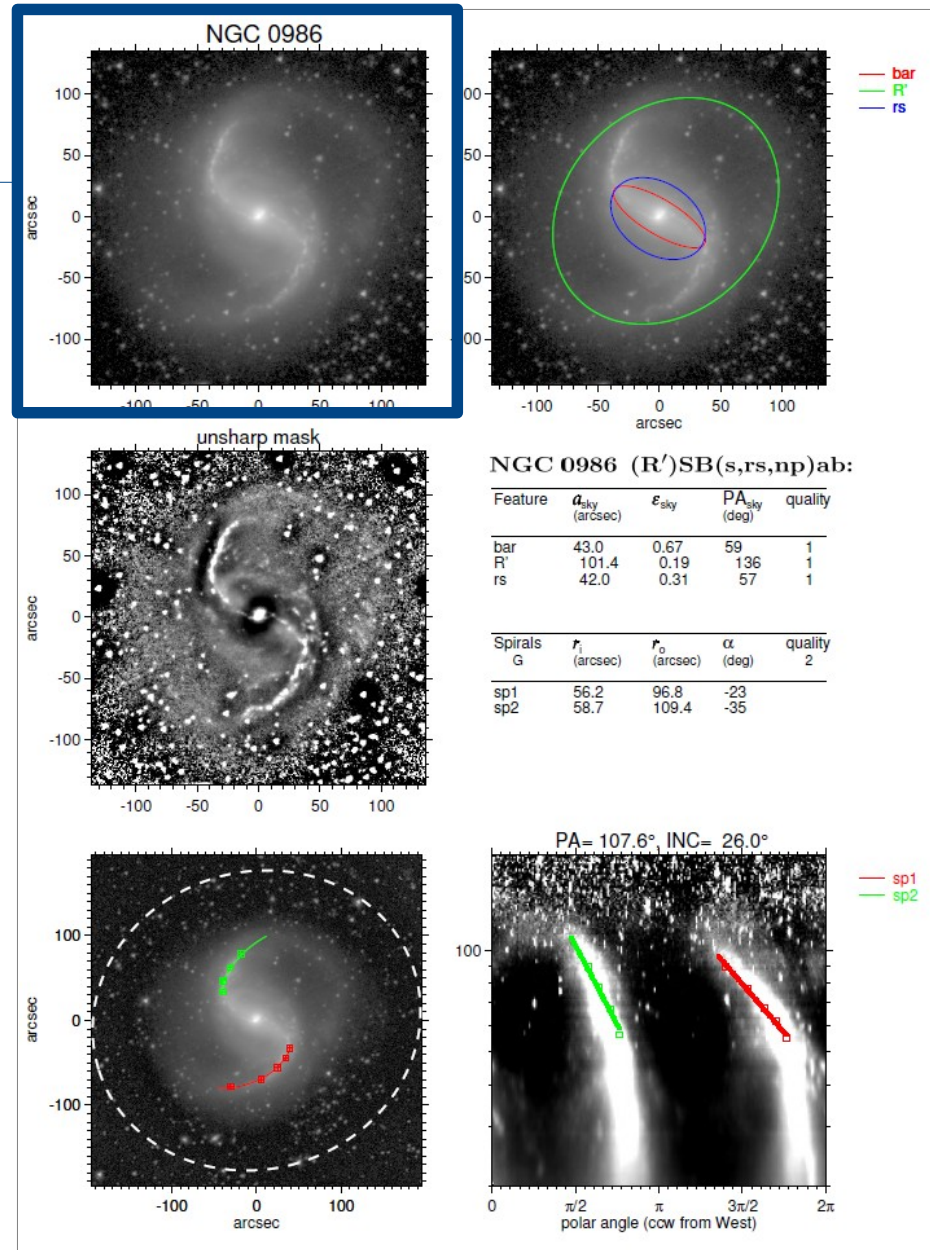 NGC 0986
100
50
0
-50
-100
arcsec
-100 -50 0 50 100
bar
R'
rs
00
50
0
-50
00
-100 -50 0 50 100
arcsec
unsharp mask
100
50
0
-50
-100
arcsec
-100 0 100
NGC 0986 (R′)SB(s,rs,np)ab:
Feature a_sky ε_sky PA_sky quality
(arcsec) (deg)
bar 43.0 0.67 59 1
R' 101.4 0.19 136 1
rs 42.0 0.31 57 1
Spirals r_i r_o α quality
G (arcsec) (arcsec) (deg) 2
sp1 56.2 96.8 -23
sp2 58.7 109.4 -35
100
0
-100
arcsec
-100 0 100
arcsec
PA= 107.6°, INC= 26.0°
sp1
sp2
100
0 π/2 π 3π/2 2π
polar angle (ccw from West)